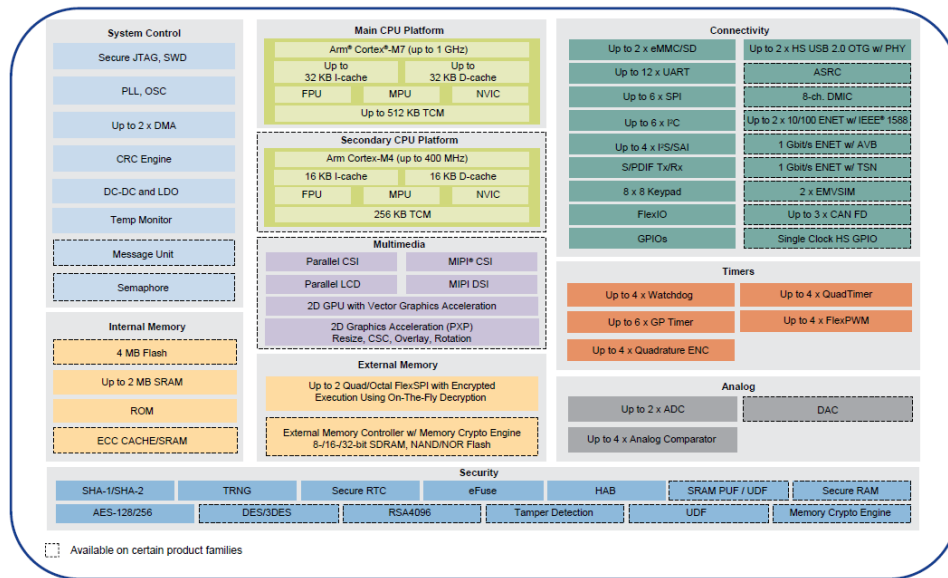 System Control
Secure JTAG, SWD
PLL, OSC
Up to 2 x DMA
CRC Engine
DC-DC and LDO
Temp Monitor
Message Unit
Semaphore
Internal Memory
4 MB Flash
Up to 2 MB SRAM
ROM
ECC CACHE/SRAM
Main CPU Platform
Arm® Cortex®-M7 (up to 1 GHz)
Up to
32 KB I-cache
Up to
32 KB D-cache
FPU
MPU
NVIC
Up to 512 KB TCM
Secondary CPU Platform
Arm Cortex-M4 (up to 400 MHz)
16 KB I-cache
16 KB D-cache
FPU
MPU
NVIC
256 KB TCM
Multimedia
Parallel CSI
MIPI® CSI
Parallel LCD
MIPI DSI
2D GPU with Vector Graphics Acceleration
2D Graphics Acceleration (PXP)
Resize, CSC, Overlay, Rotation
External Memory
Up to 2 Quad/Octal FlexSPI with Encrypted
Execution Using On-The-Fly Decryption
External Memory Controller w/ Memory Crypto Engine
8-/16-/32-bit SDRAM, NAND/NOR Flash
Connectivity
Up to 2 x eMMC/SD
Up to 2 x HS USB 2.0 OTG w/ PHY
Up to 12 x UART
ASRC
Up to 6 x SPI
8-ch. DMIC
Up to 6 x I²C
Up to 2 x 10/100 ENET w/ IEEE® 1588
Up to 4 x I²S/SAI
1 Gbit/s ENET w/ AVB
S/PDIF Tx/Rx
1 Gbit/s ENET w/ TSN
8 x 8 Keypad
2 x EMVSIM
FlexIO
Up to 3 x CAN FD
GPIOs
Single Clock HS GPIO
Timers
Up to 4 x Watchdog
Up to 4 x QuadTimer
Up to 6 x GP Timer
Up to 4 x FlexPWM
Up to 4 x Quadrature ENC
Analog
Up to 2 x ADC
DAC
Up to 4 x Analog Comparator
Security
SHA-1/SHA-2
TRNG
Secure RTC
eFuse
HAB
SRAM PUF / UDF
Secure RAM
AES-128/256
DES/3DES
RSA4096
Tamper Detection
UDF
Memory Crypto Engine
Available on certain product families